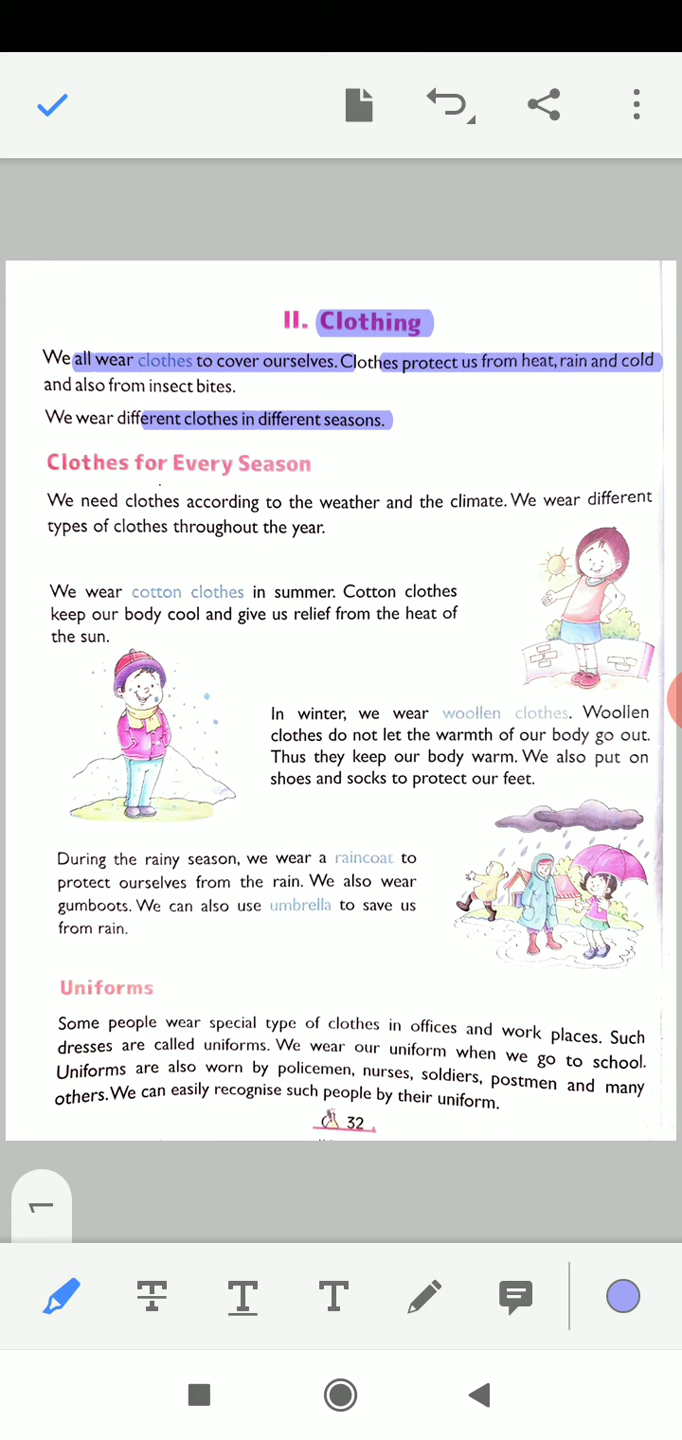 II. Clothing
We all wear clothes to cover ourselves. Clothes protect us from heat, rain and cold
and also from insect bites.
We wear different clothes in different seasons.
Clothes for Every Season
We need clothes according to the weather and the climate. We wear different
types of clothes throughout the year.
We wear cotton clothes in summer. Cotton clothes
keep our body cool and give us relief from the heat of
the sun.
In winter, we wear woollen clothes. Woollen
clothes do not let the warmth of our body go out.
Thus they keep our body warm. We also put on
shoes and socks to protect our feet.
During the rainy season, we wear a raincoat to
protect ourselves from the rain. We also wear
gumboots. We can also use umbrella to save us
from rain.
Uniforms
Some people wear special type of clothes in offices and work places. Such
dresses are called uniforms. We wear our uniform when we go to school.
Uniforms are also worn by policemen, nurses, soldiers, postmen and many
others. We can easily recognise such people by their uniform.
32
1
T T T